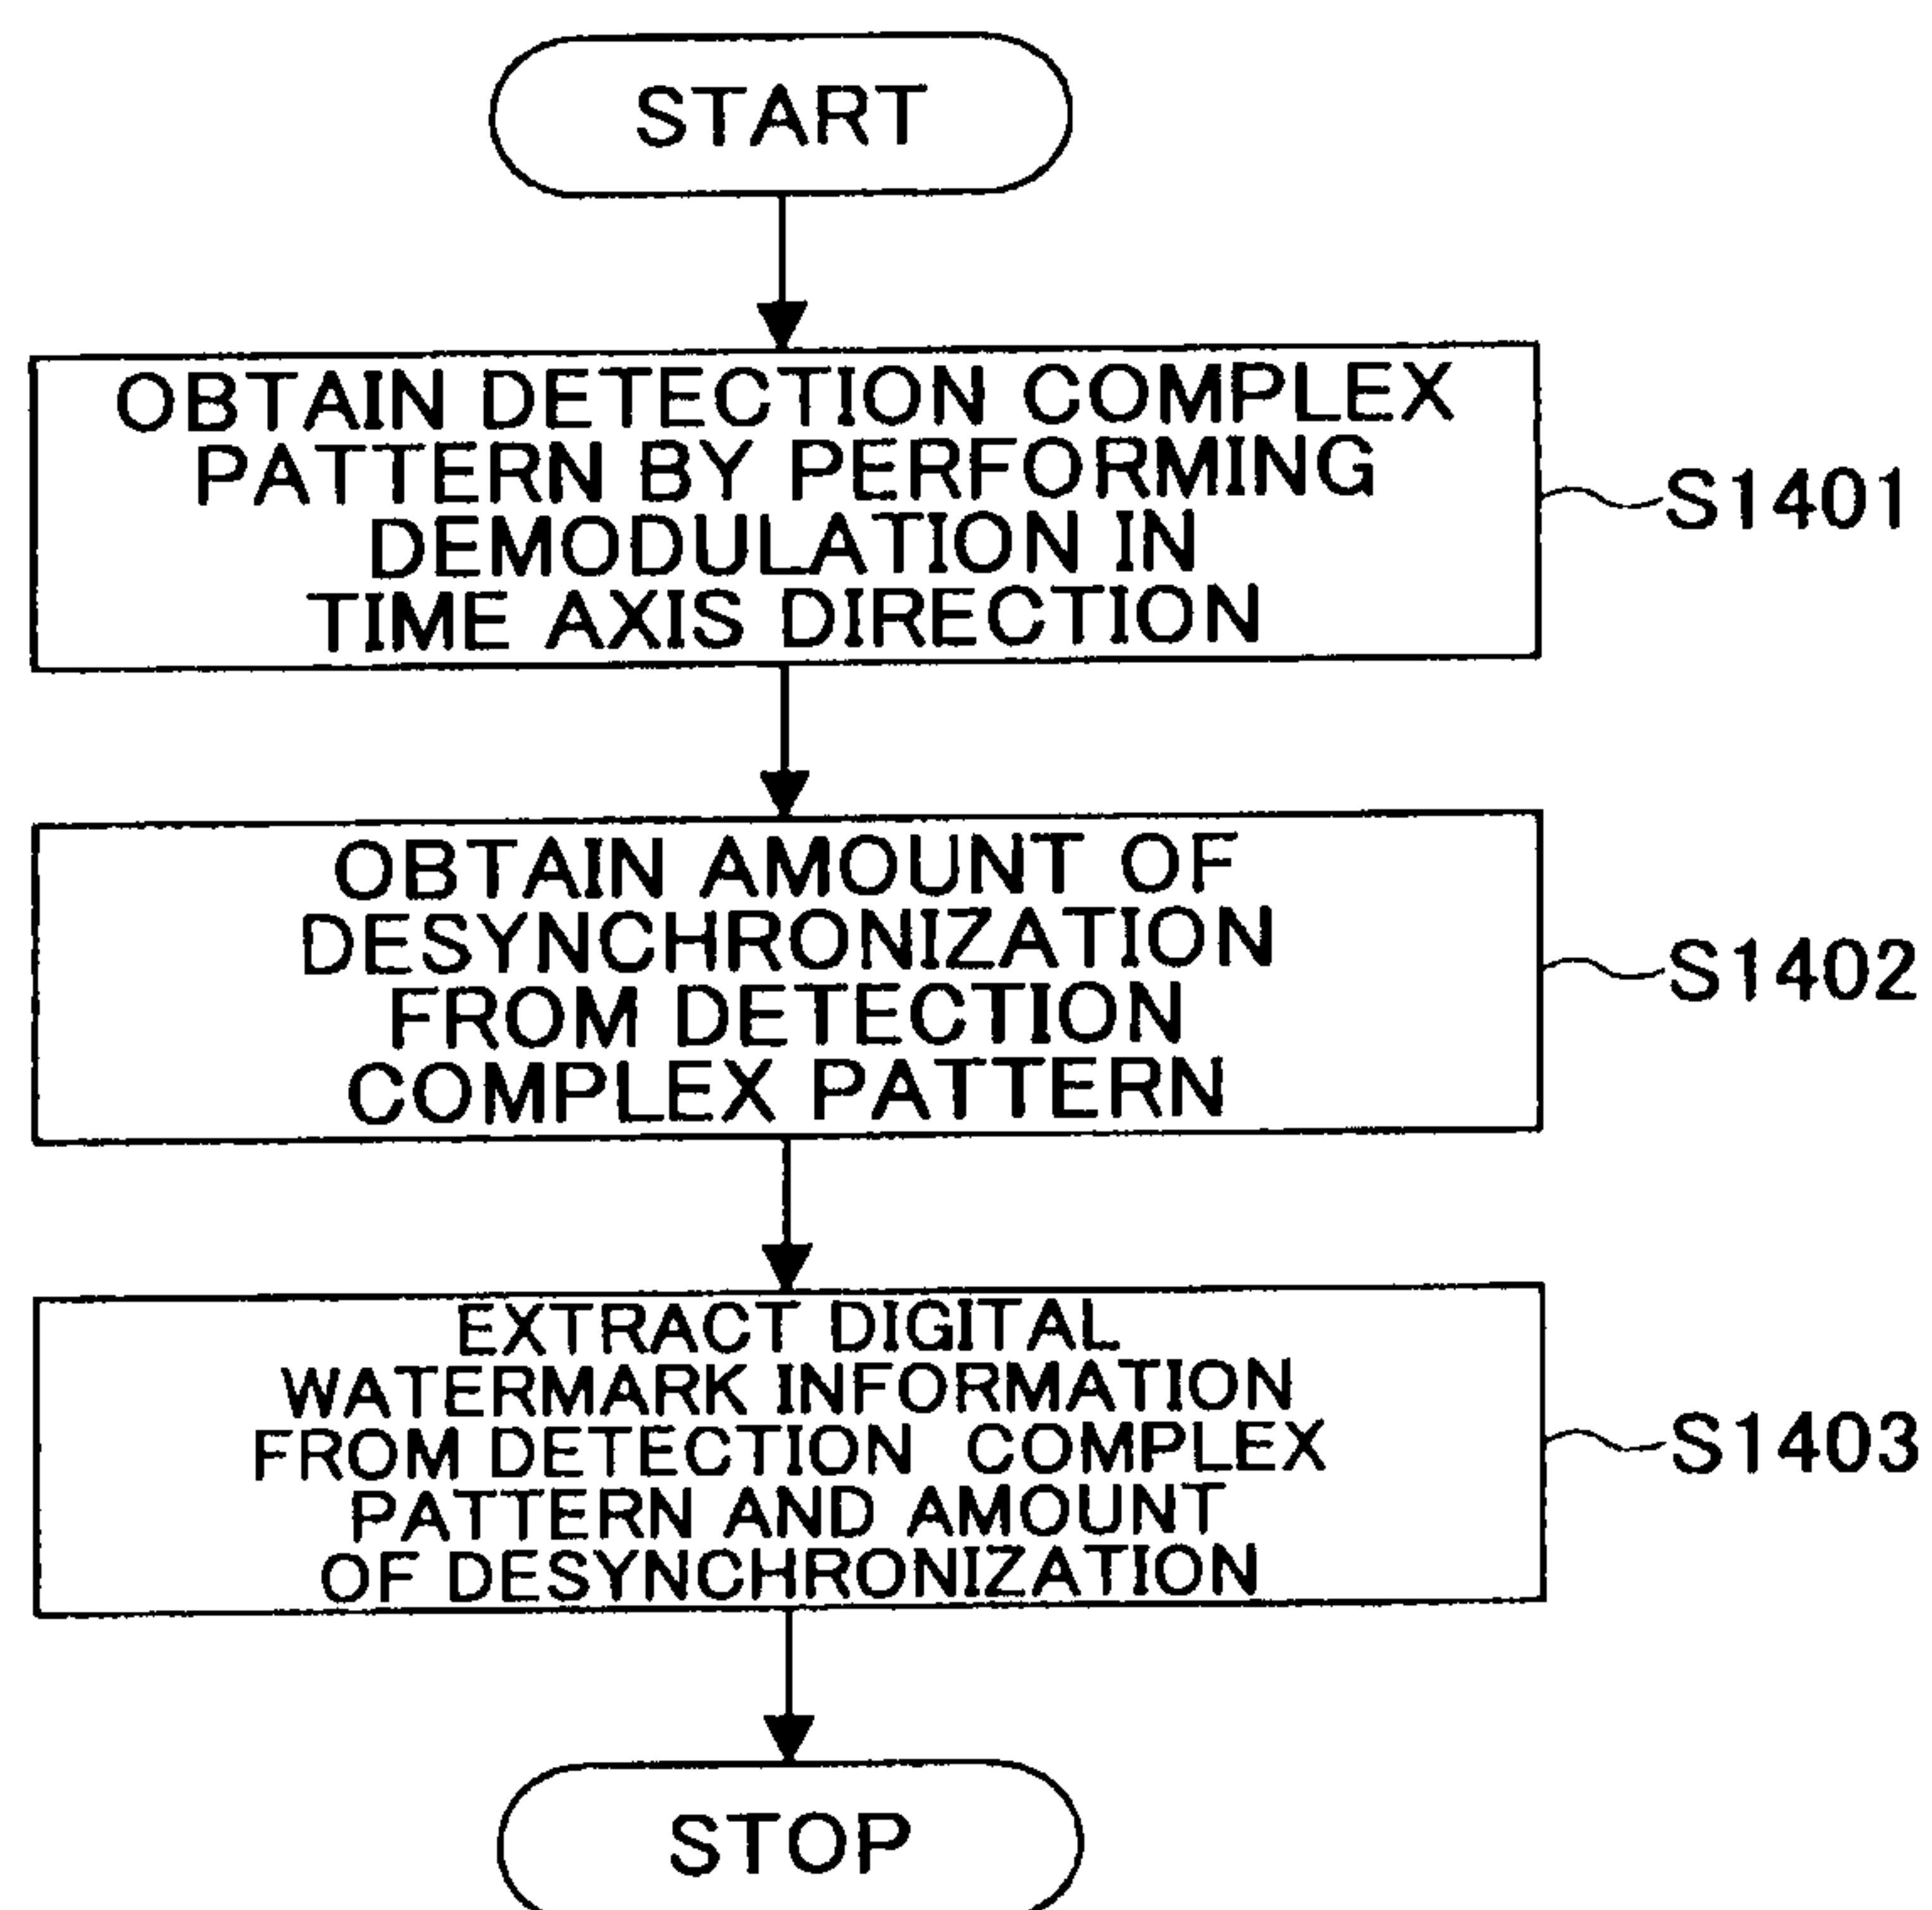 START
OBTAIN DETECTION COMPLEX
PATTERN BY PERFORMING
DEMODULATION IN
TIME AXIS DIRECTION
S1401
OBTAIN AMOUNT OF
DESYNCHRONIZATION
FROM DETECTION
COMPLEX PATTERN
S1402
EXTRACT DIGITAL
WATERMARK INFORMATION
FROM DETECTION COMPLEX
PATTERN AND AMOUNT
OF DESYNCHRONIZATION
S1403
STOP